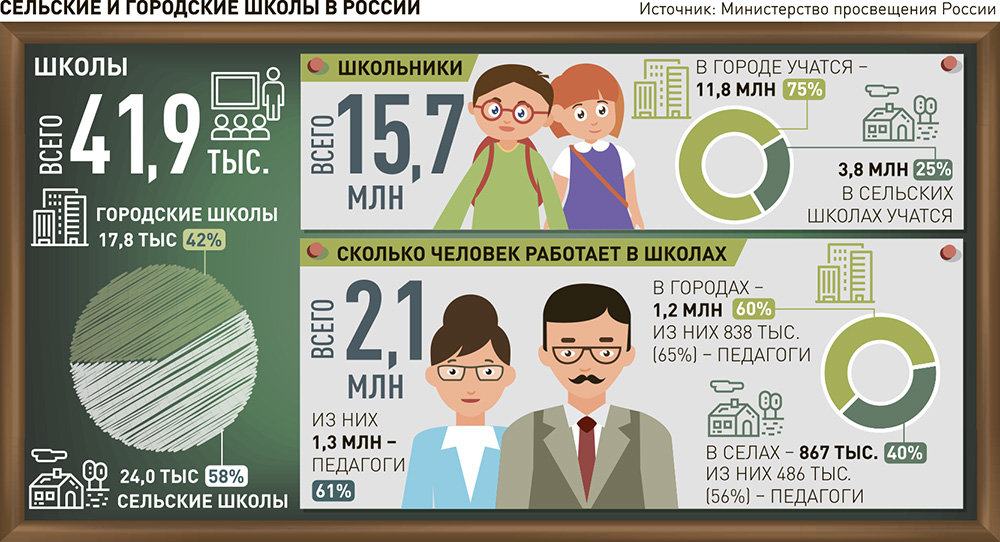 СЕЛЬСКИЕ И ГОРОДСКИЕ ШКОЛЫ В РОССИИ
Источник: Министерство просвещения России
ШКОЛЫ
ВСЕГО
41,9
ТЫС.
ГОРОДСКИЕ ШКОЛЫ
17,8 ТЫС 42%
24,0 ТЫС 58%
СЕЛЬСКИЕ ШКОЛЫ
ШКОЛЬНИКИ
ВСЕГО
15,7
МЛН
В ГОРОДЕ УЧАТСЯ –
11,8 МЛН 75%
3,8 МЛН 25%
В СЕЛЬСКИХ
ШКОЛАХ УЧАТСЯ
СКОЛЬКО ЧЕЛОВЕК РАБОТАЕТ В ШКОЛАХ
ВСЕГО
2,1
МЛН
ИЗ НИХ
1,3 МЛН –
ПЕДАГОГИ
61%
В ГОРОДАХ –
1,2 МЛН 60%
ИЗ НИХ 838 ТЫС.
(65%) – ПЕДАГОГИ
В СЕЛАХ – 867 ТЫС. 40%
ИЗ НИХ 486 ТЫС.
(56%) – ПЕДАГОГИ